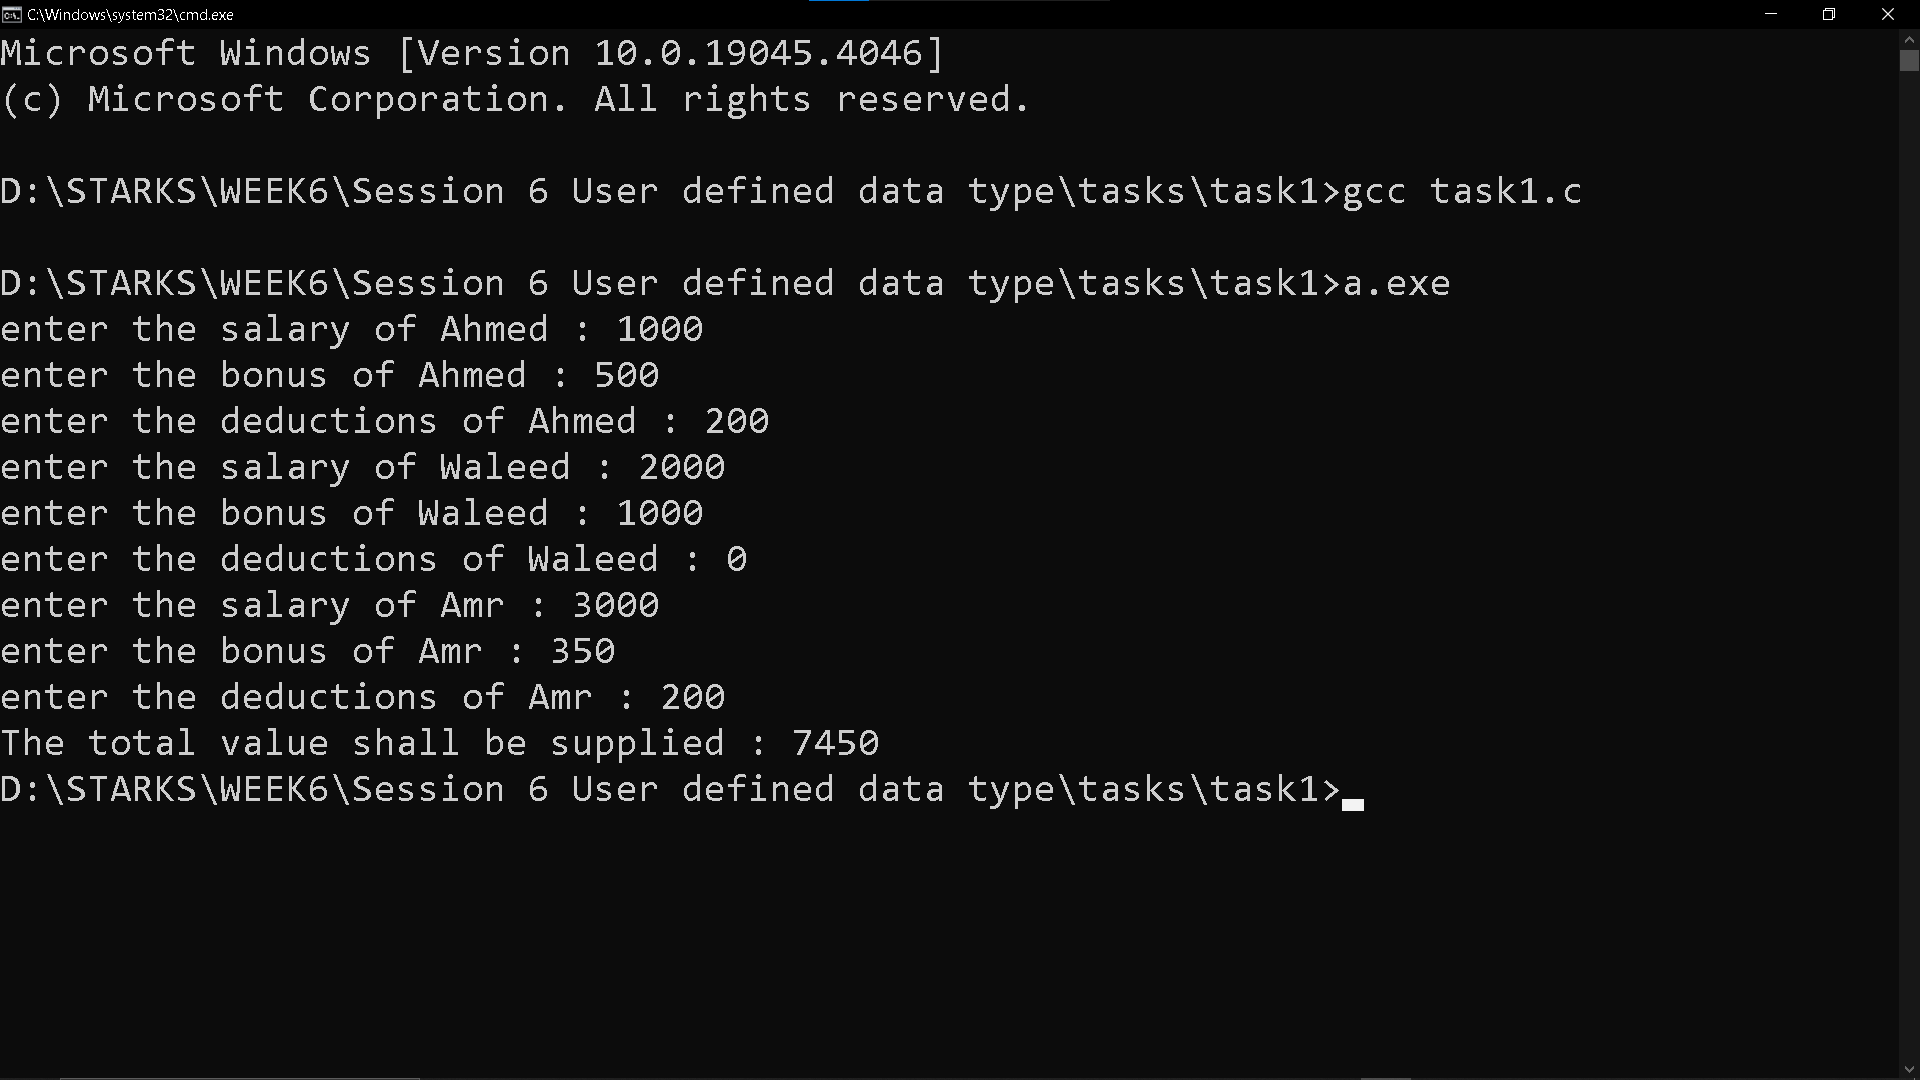 C:\Windows\system32\cmd.exe
Microsoft Windows [Version 10.0.19045.4046]
(c) Microsoft Corporation. All rights reserved.
D:\STARKS\WEEK6\Session 6 User defined data type\tasks\task1>gcc task1.c
D:\STARKS\WEEK6\Session 6 User defined data type\tasks\task1>a.exe
enter the salary of Ahmed : 1000
enter the bonus of Ahmed : 500
enter the deductions of Ahmed : 200
enter the salary of Waleed : 2000
enter the bonus of Waleed : 1000
enter the deductions of Waleed : 0
enter the salary of Amr : 3000
enter the bonus of Amr : 350
enter the deductions of Amr : 200
The total value shall be supplied : 7450
D:\STARKS\WEEK6\Session 6 User defined data type\tasks\task1>